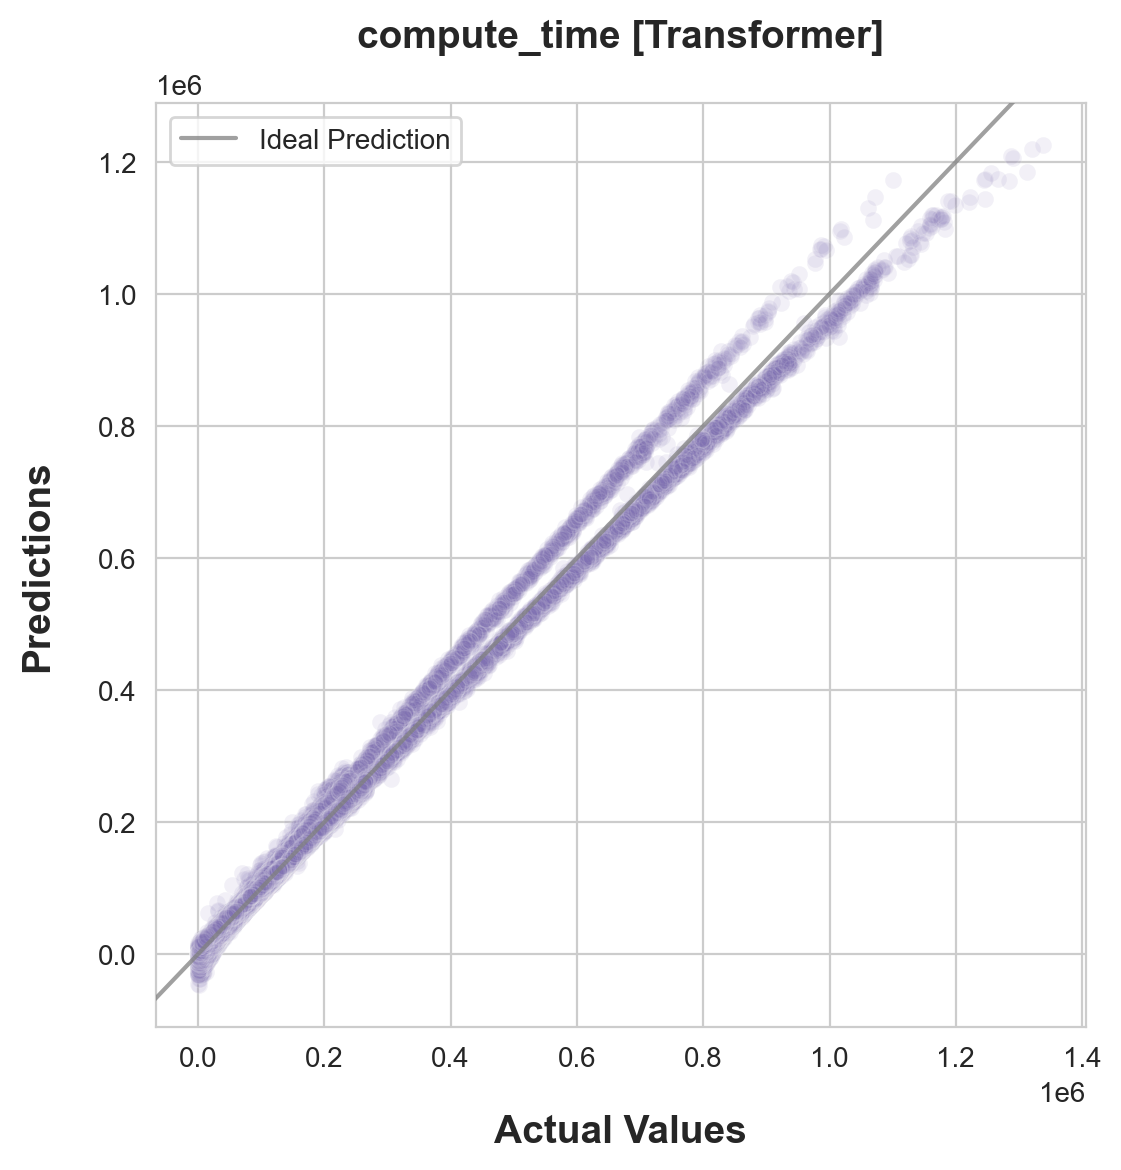 compute_time [Transformer]
1e6
Ideal Prediction
1.2
1.0
0.8
0.6
0.4
0.2
0.0
Predictions
0.0 0.2 0.4 0.6 0.8 1.0 1.2 1.4
1e6
Actual Values